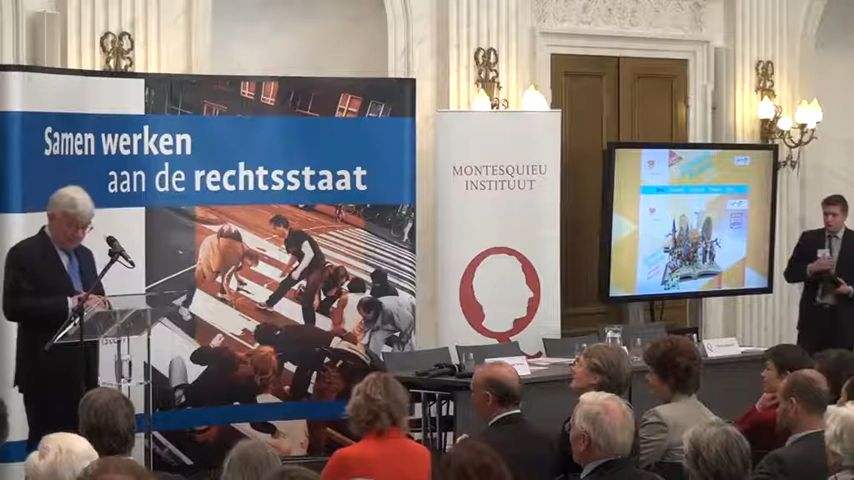 Samen werken
aan de rechtsstaat
MONTESQUIEU
INSTITUUT